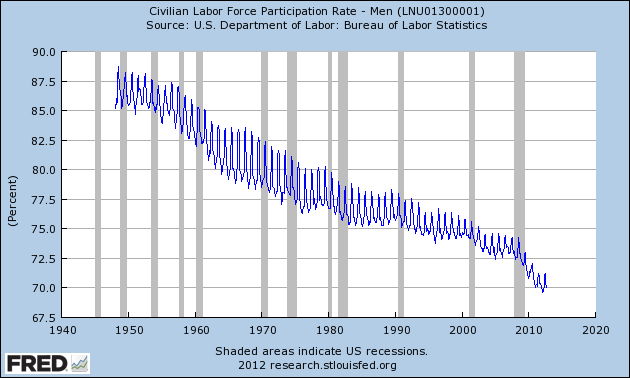 Civilian Labor Force Participation Rate - Men (LNU01300001)
Source: U.S. Department of Labor: Bureau of Labor Statistics
90.0
87.5
85.0
82.5
80.0
77.5
75.0
72.5
70.0
67.5
(Percent)
1940 1950 1960 1970 1980 1990 2000 2010 2020
Shaded areas indicate US recessions.
2012 research.stlouisfed.org
FRED